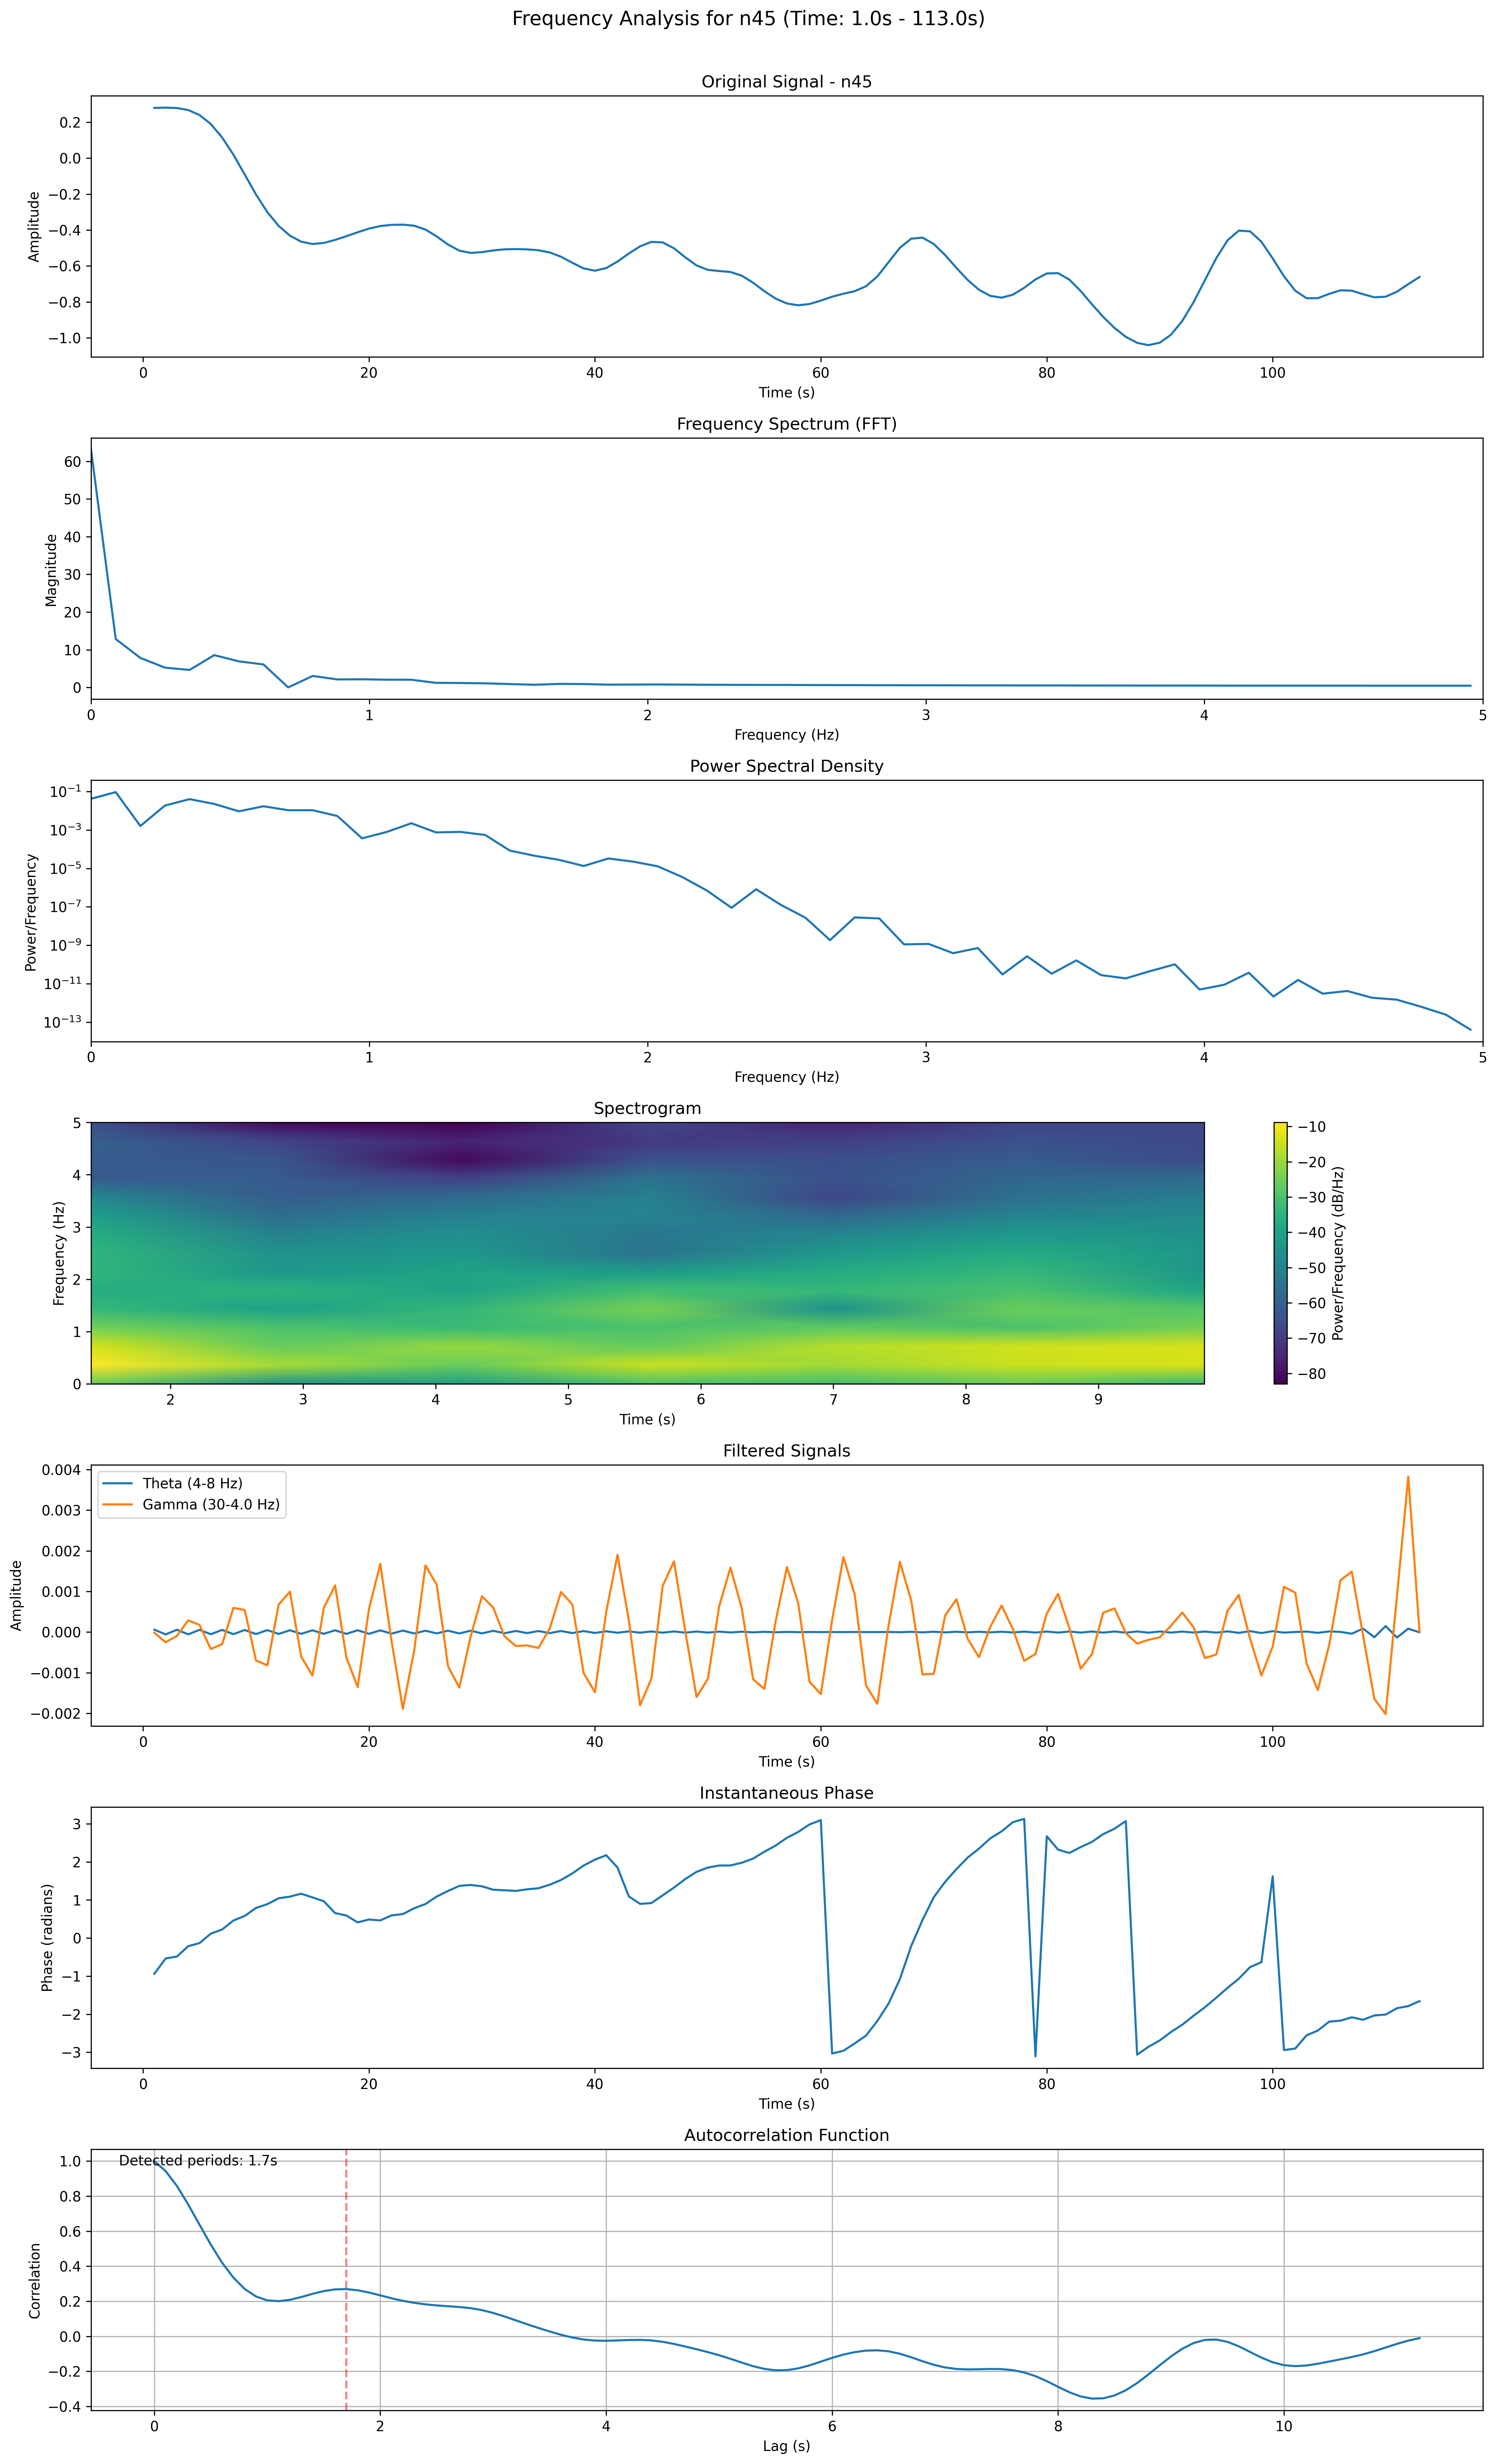 Frequency Analysis for n45 (Time: 1.0s - 113.0s)
Original Signal - n45
Amplitude
0.2
0.0
−0.2
−0.4
−0.6
−0.8
−1.0
0 20 40 60 80 100
Time (s)
Frequency Spectrum (FFT)
Magnitude
60
50
40
30
20
10
0
0 1 2 3 4 5
Frequency (Hz)
Power Spectral Density
Power/Frequency
10⁻¹
10⁻³
10⁻⁵
10⁻⁷
10⁻⁹
10⁻¹¹
10⁻¹³
0 1 2 3 4 5
Frequency (Hz)
Spectrogram
Frequency (Hz)
5
4
3
2
1
0
2 3 4 5 6 7 8 9
Time (s)
−10
−20
−30
−40
−50
−60
−70
−80
Power/Frequency (dB/Hz)
Filtered Signals
Amplitude
0.004
0.003
0.002
0.001
0.000
−0.001
−0.002
Theta (4-8 Hz)
Gamma (30-4.0 Hz)
0 20 40 60 80 100
Time (s)
Instantaneous Phase
Phase (radians)
3
2
1
0
−1
−2
−3
0 20 40 60 80 100
Time (s)
Autocorrelation Function
Correlation
Detected periods: 1.7s
1.0
0.8
0.6
0.4
0.2
0.0
−0.2
−0.4
0 2 4 6 8 10
Lag (s)